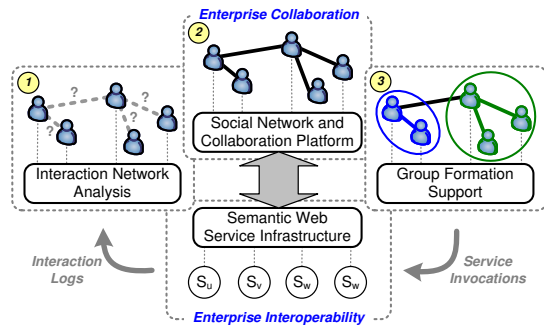 Enterprise Collaboration
2
1
?
?
?
?
3
Social Network and
Collaboration Platform
Interaction Network
Analysis
Group Formation
Support
Semantic Web
Service Infrastructure
Interaction
Logs
Service
Invocations
Su
Sv
Sw
Sw
Enterprise Interoperability